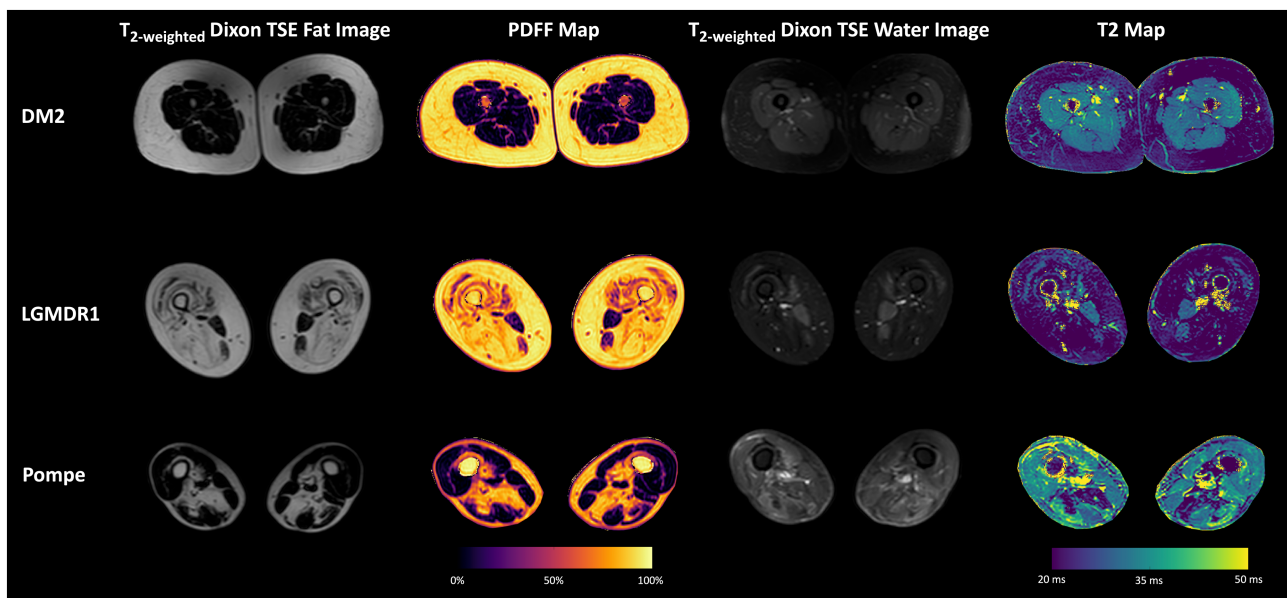 T2-weighted Dixon TSE Fat Image PDFF Map T2-weighted Dixon TSE Water Image T2 Map
DM2
LGMDR1
Pompe
0% 50% 100% 20 ms 35 ms 50 ms